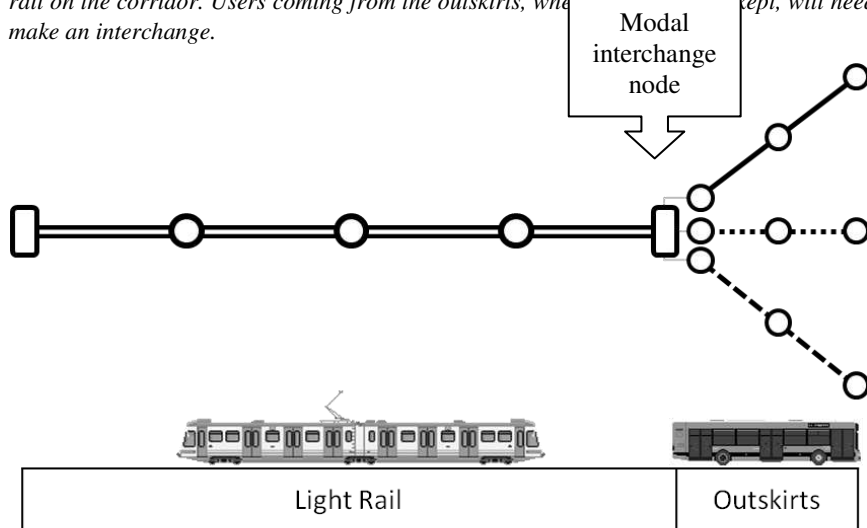 rail on the corridor. Users coming from the outskirts, kept, will need
make an interchange.
Modal
interchange
node
Light Rail
Outskirts